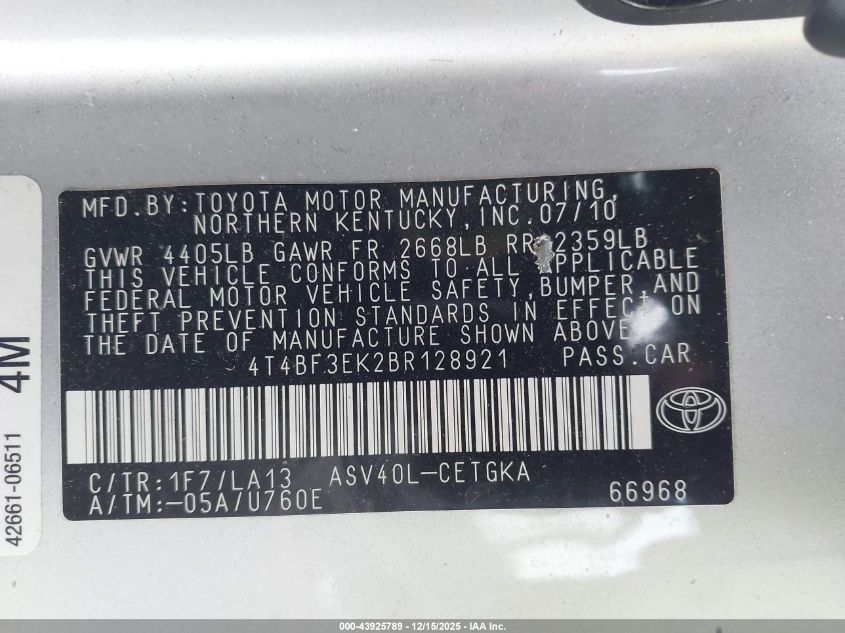 MFD.BY:TOYOTA MOTOR MANUFACTURING,
NORTHERN KENTUCKY,INC.07/10
GVWR 4405LB GAWR FR 2668LB RR 2359LB
THIS VEHICLE CONFORMS TO ALL APPLICABLE
FEDERAL MOTOR VEHICLE SAFETY,BUMPER,AND
THEFT PREVENTION STANDARDS IN EFFECT ON
THE DATE OF MANUFACTURE SHOWN ABOVE.
4T4BF3EK2BR128921 PASS.CAR
C/TR:1F7/LA13 ASV40L-CETGKA
A/TM:-05A/U760E 66968
42661-06511 4M
000-43925789 - 12/15/2025 - IAA Inc.